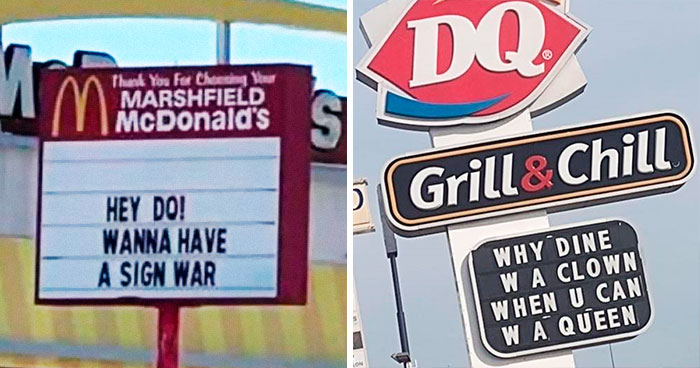 Thank You For Choosing Your
MARSHFIELD
McDonald's
HEY DQ!
WANNA HAVE
A SIGN WAR
DQ®
Grill & Chill
WHY DINE
W A CLOWN
WHEN U CAN
W A QUEEN